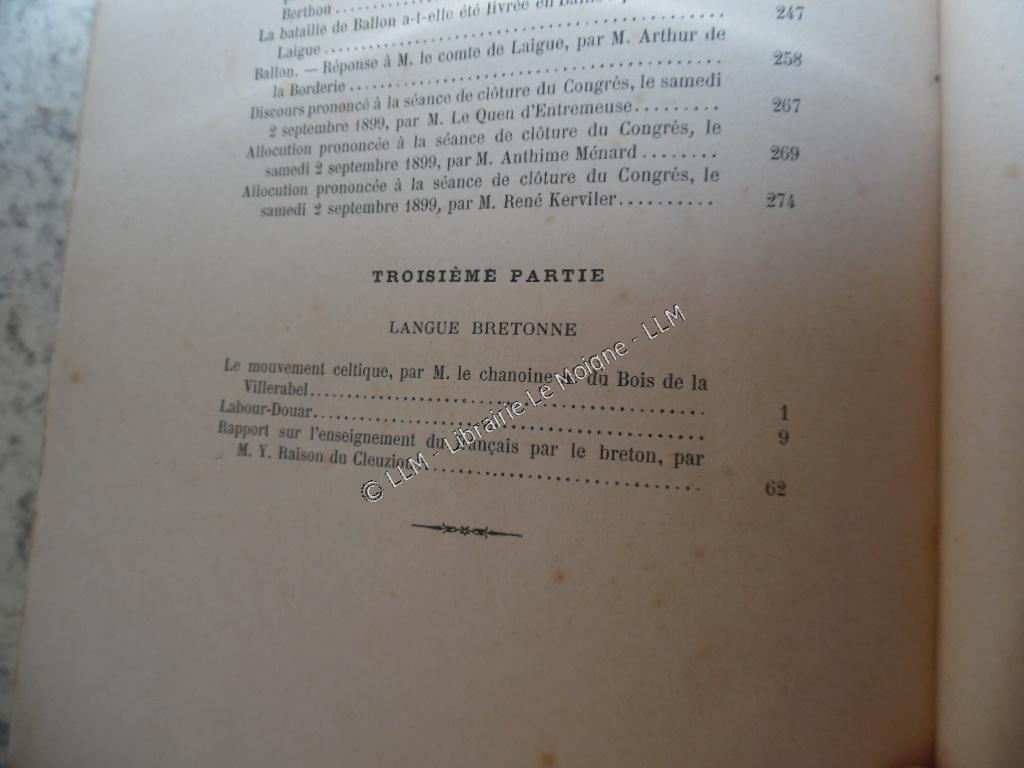 Berthou
La bataille de Ballon a-t-elle été livrée en
Laigue 247
Ballon. — Réponse à M. le comte de Laigue, par M. Arthur de
la Borderie 258
Discours prononcé à la séance de clôture du Congrès, le samedi
2 septembre 1899, par M. Le Quen d'Entremeuse 267
Allocution prononcée à la séance de clôture du Congrès, le
samedi 2 septembre 1899, par M. Anthime Ménard 269
Allocution prononcée à la séance de clôture du Congrès, le
samedi 2 septembre 1899, par M. René Kerviler 274
TROISIÈME PARTIE
LANGUE BRETONNE
Le mouvement celtique, par M. le chanoine du Bois de la
Villerabel 1
Labour-Douar 9
Rapport sur l'enseignement du français par le breton, par
M. Y. Raison du Cleuziou 62
© LLM - Librairie Le Moigne - LLM